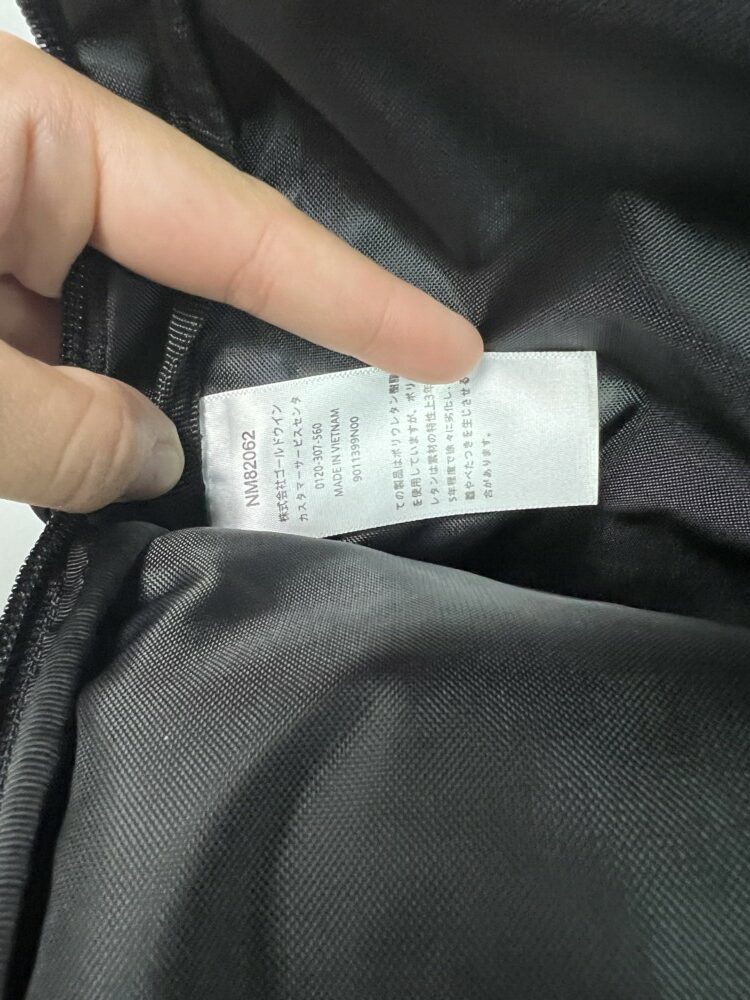 NM82062
株式会社ゴールドウイン
カスタマーサービスセンタ
0120-307-560
MADE IN VIETNAM
9011399N00
ての製品はポリウレタン樹脂
を使用していますが、ポリ
レタンは素材の特性上3年
5年程度で徐々に劣化し、
離やべたつきを生じさせる
合があります。